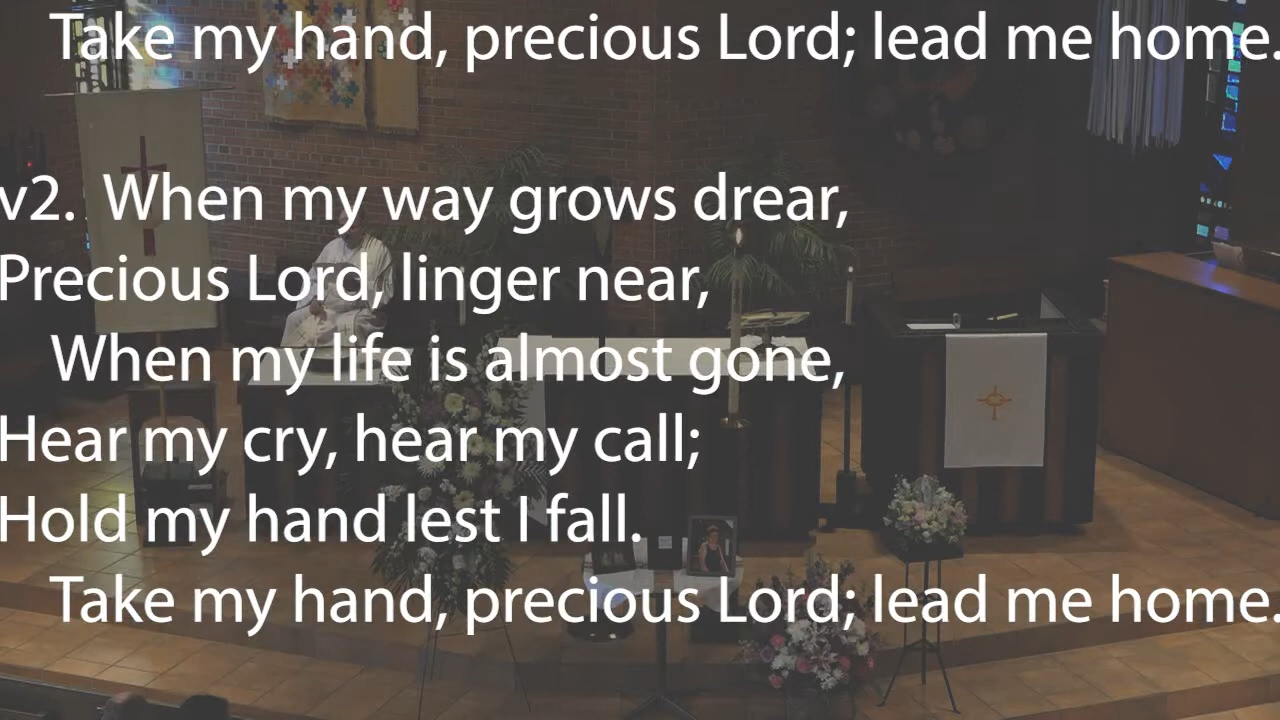 Take my hand, precious Lord; lead me home.
v2. When my way grows drear,
Precious Lord, linger near,
When my life is almost gone,
Hear my cry, hear my call;
Hold my hand lest I fall.
Take my hand, precious Lord; lead me home.